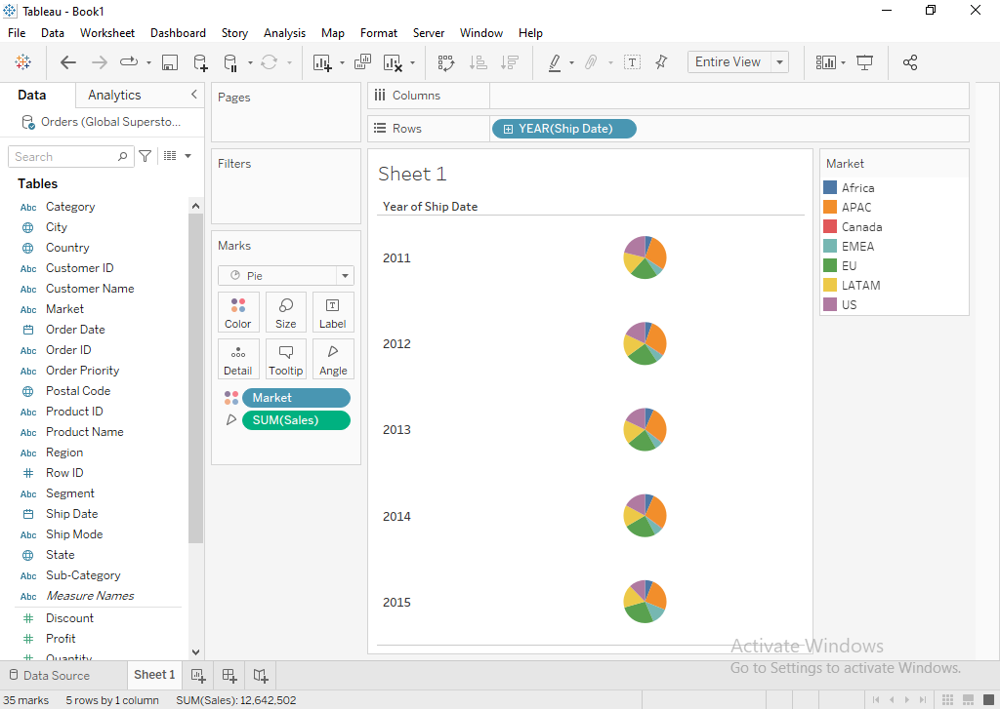 Tableau - Book1
File Data Worksheet Dashboard Story Analysis Map Format Server Window Help
Entire View
Data Analytics
Orders (Global Supersto...
Search
Tables
Abc Category
City
Country
Abc Customer ID
Abc Customer Name
Abc Market
Order Date
Abc Order ID
Abc Order Priority
Postal Code
Abc Product ID
Abc Product Name
Abc Region
Row ID
Abc Segment
Ship Date
Abc Ship Mode
State
Abc Sub-Category
Abc Measure Names
Discount
Profit
Quantity
Pages
Filters
Marks
Pie
Color Size Label
Detail Tooltip Angle
Market
SUM(Sales)
Columns
Rows YEAR(Ship Date)
Sheet 1
Year of Ship Date
2011
2012
2013
2014
2015
Market
Africa
APAC
Canada
EMEA
EU
LATAM
US
Activate Windows
Go to Settings to activate Windows.
Data Source Sheet 1
35 marks 5 rows by 1 column SUM(Sales): 12,642,502